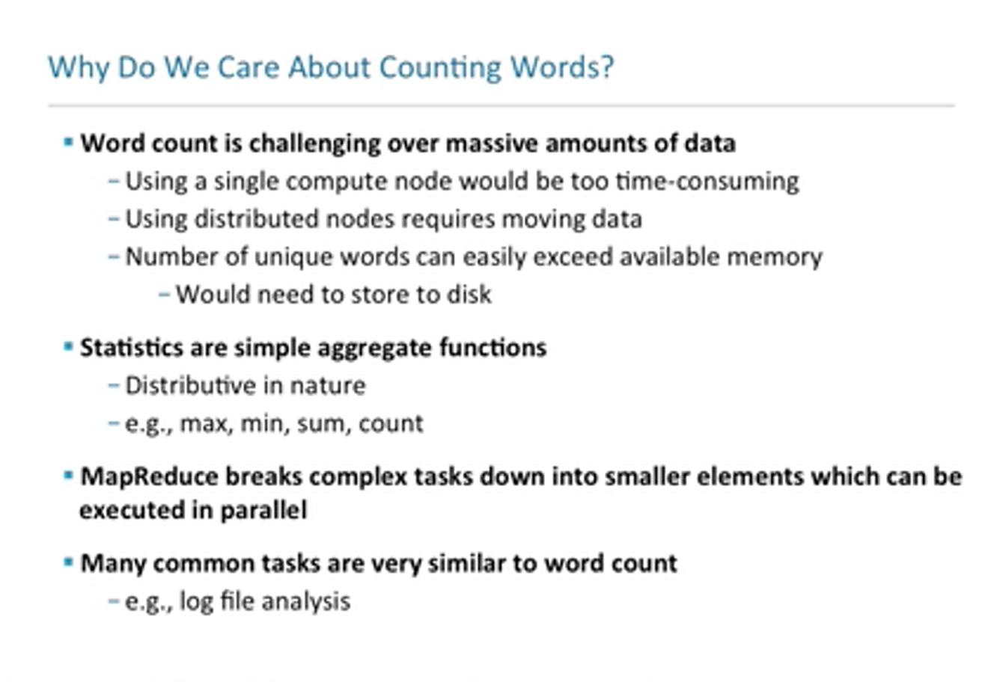 Why Do We Care About Counting Words?
▪ Word count is challenging over massive amounts of data
– Using a single compute node would be too time-consuming
– Using distributed nodes requires moving data
– Number of unique words can easily exceed available memory
– Would need to store to disk
▪ Statistics are simple aggregate functions
– Distributive in nature
– e.g., max, min, sum, count
▪ MapReduce breaks complex tasks down into smaller elements which can be
executed in parallel
▪ Many common tasks are very similar to word count
– e.g., log file analysis